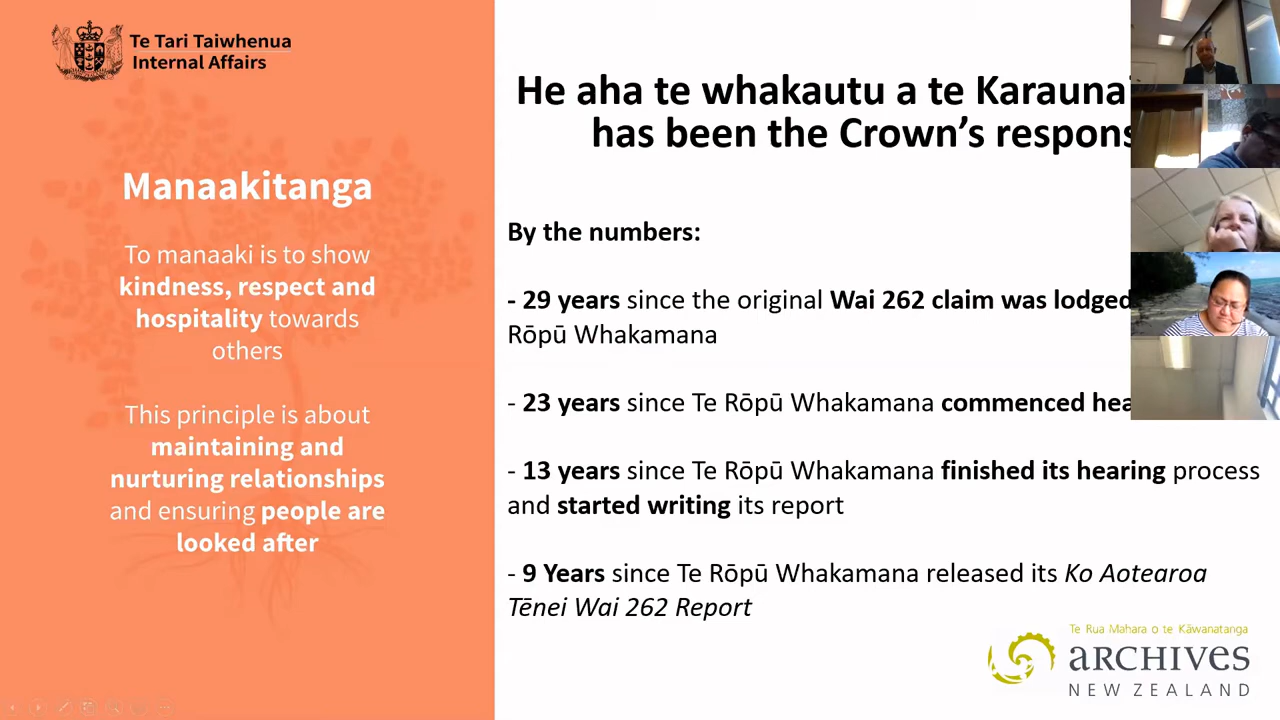 Te Tari Taiwhenua
Internal Affairs
Manaakitanga
To manaaki is to show
kindness, respect and
hospitality towards
others
This principle is about
maintaining and
nurturing relationships
and ensuring people are
looked after
He aha te whakautu a te Karauna
has been the Crown’s respons
By the numbers:
- 29 years since the original Wai 262 claim was lodged
Rōpū Whakamana
- 23 years since Te Rōpū Whakamana commenced hea
- 13 years since Te Rōpū Whakamana finished its hearing process
and started writing its report
- 9 Years since Te Rōpū Whakamana released its Ko Aotearoa
Tēnei Wai 262 Report
Te Rua Mahara o te Kāwanatanga
ARCHIVES
NEW ZEALAND